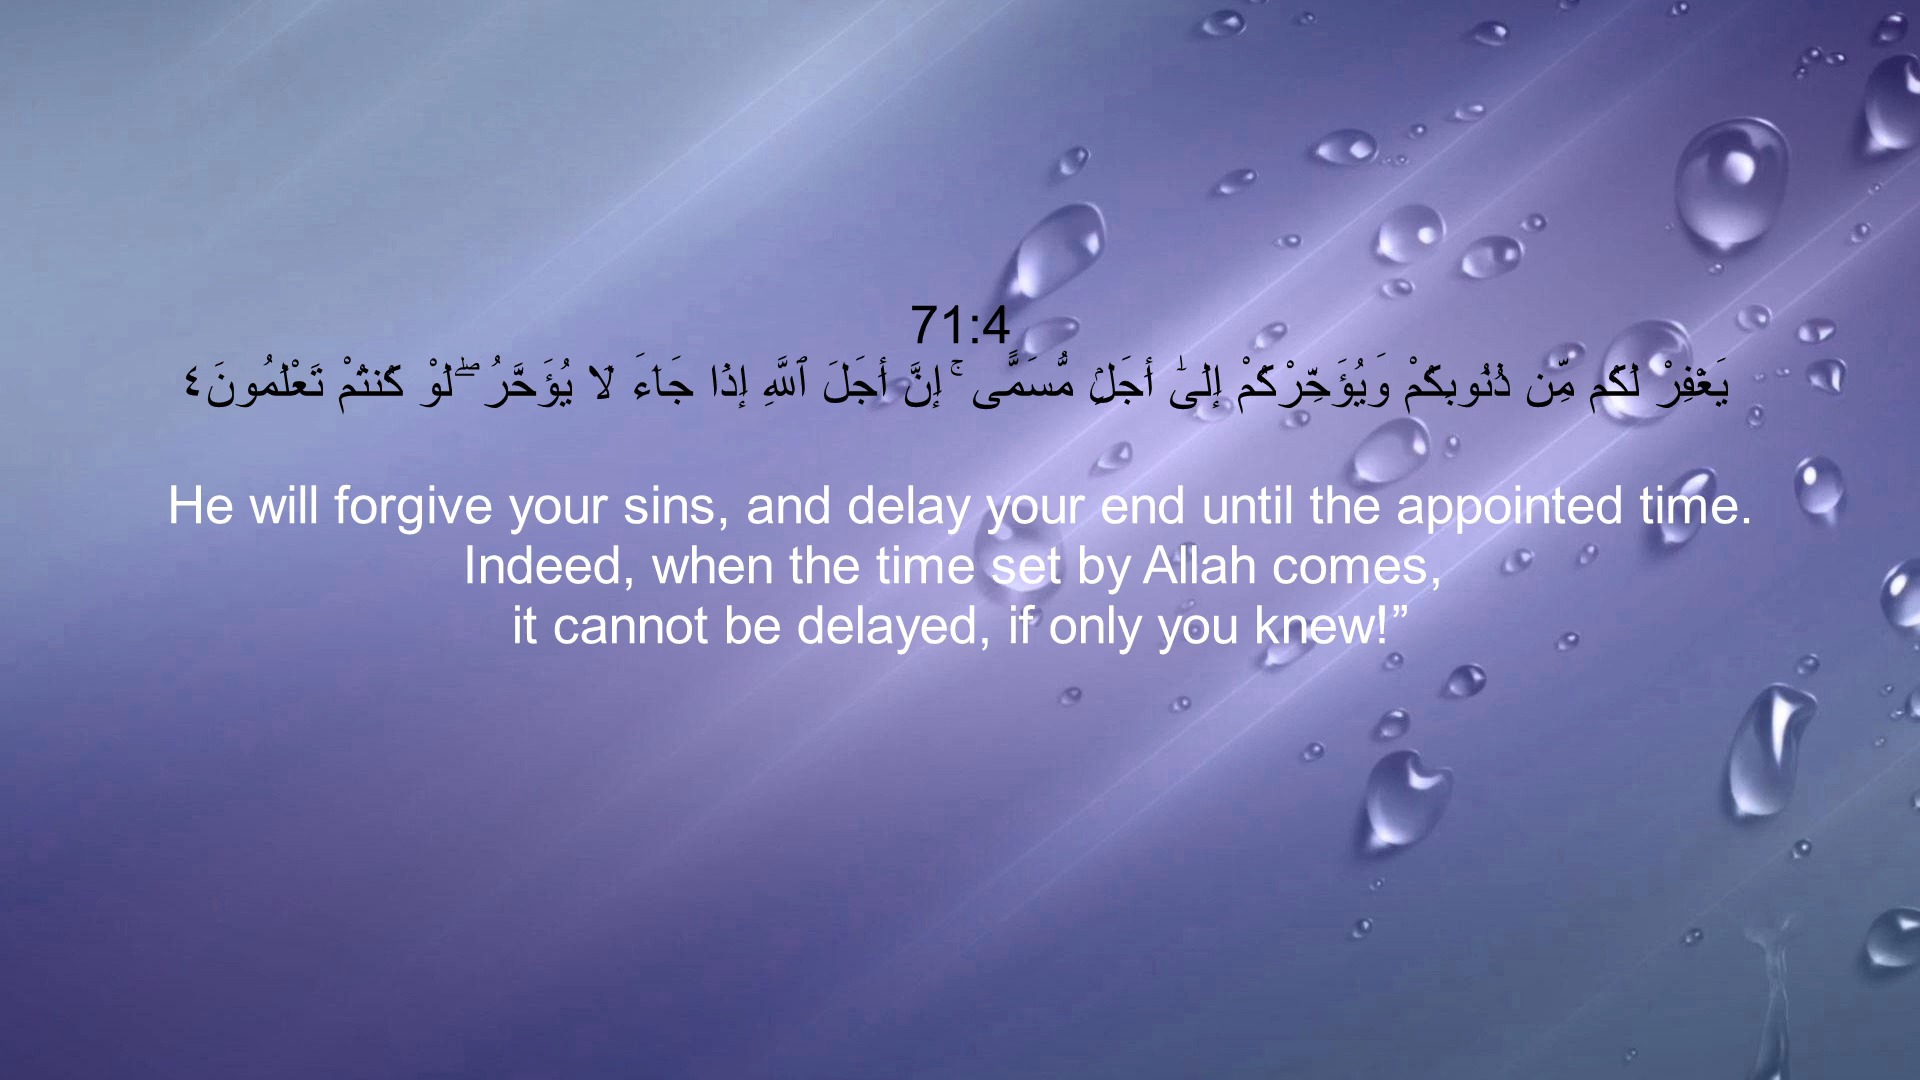 71:4
يَغْفِرْ لَكُم مِّن ذُنُوبِكُمْ وَيُؤَخِّرْكُمْ إِلَىٰٓ أَجَلٍۢ مُّسَمًّى ۚ إِنَّ أَجَلَ ٱللَّهِ إِذَا جَآءَ لَا يُؤَخَّرُ ۖ لَوْ كُنتُمْ تَعْلَمُونَ ٤
He will forgive your sins, and delay your end until the appointed time.
Indeed, when the time set by Allah comes,
it cannot be delayed, if only you knew!”